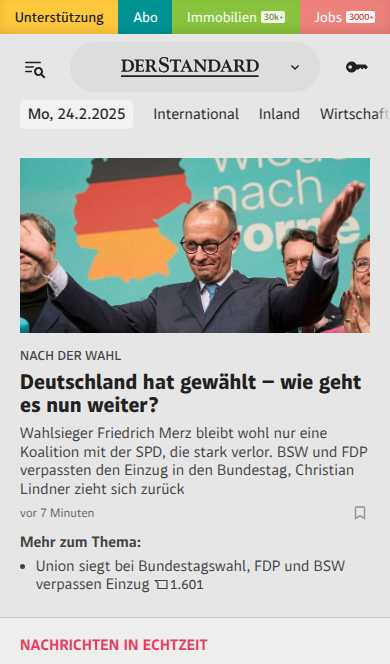 Unterstützung Abo Immobilien 30k+ Jobs 3000+
DERSTANDARD
Mo, 24.2.2025 International Inland Wirtschaft
Wieder
nach
vorne
NACH DER WAHL
Deutschland hat gewählt – wie geht
es nun weiter?
Wahlsieger Friedrich Merz bleibt wohl nur eine
Koalition mit der SPD, die stark verlor. BSW und FDP
verpassten den Einzug in den Bundestag, Christian
Lindner zieht sich zurück
vor 7 Minuten
Mehr zum Thema:
• Union siegt bei Bundestagswahl, FDP und BSW
verpassen Einzug 1.601
NACHRICHTEN IN ECHTZEIT